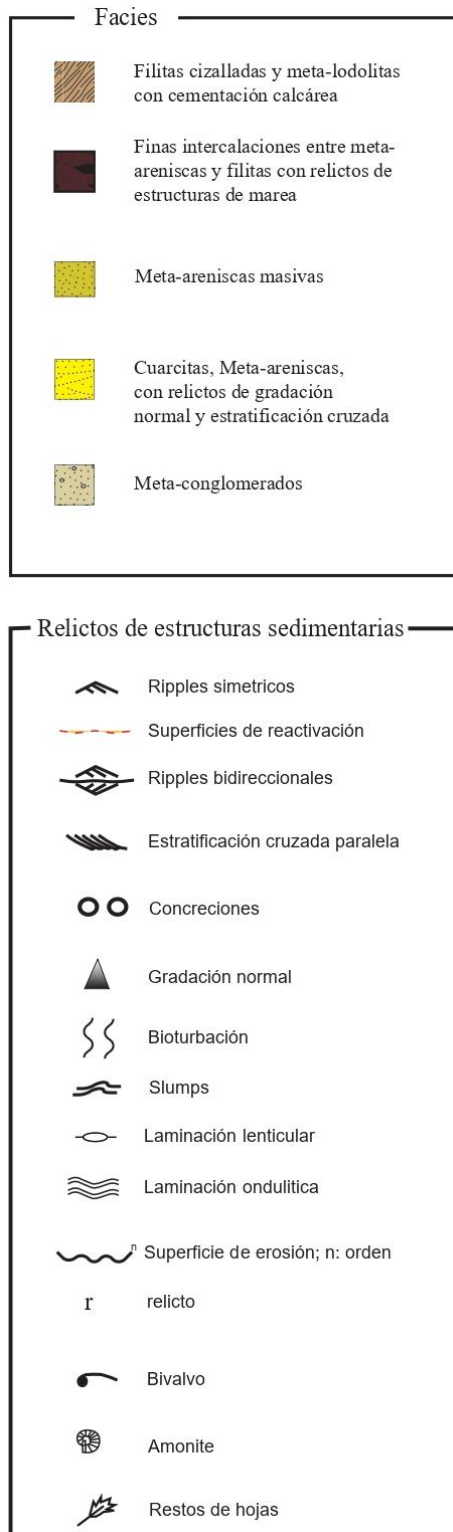 Facies
Filitas cizalladas y meta-lodolitas
con cementación calcárea
Finas intercalaciones entre meta-
areniscas y filitas con relictos de
estructuras de marea
Meta-areniscas masivas
Cuarcitas, Meta-areniscas,
con relictos de gradación
normal y estratificación cruzada
Meta-conglomerados
Relictos de estructuras sedimentarias
Ripples simetricos
Superficies de reactivación
Ripples bidireccionales
Estratificación cruzada paralela
Concreciones
Gradación normal
Bioturbación
Slumps
Laminación lenticular
Laminación ondulitica
n Superficie de erosión; n: orden
r relicto
Bivalvo
Amonite
Restos de hojas